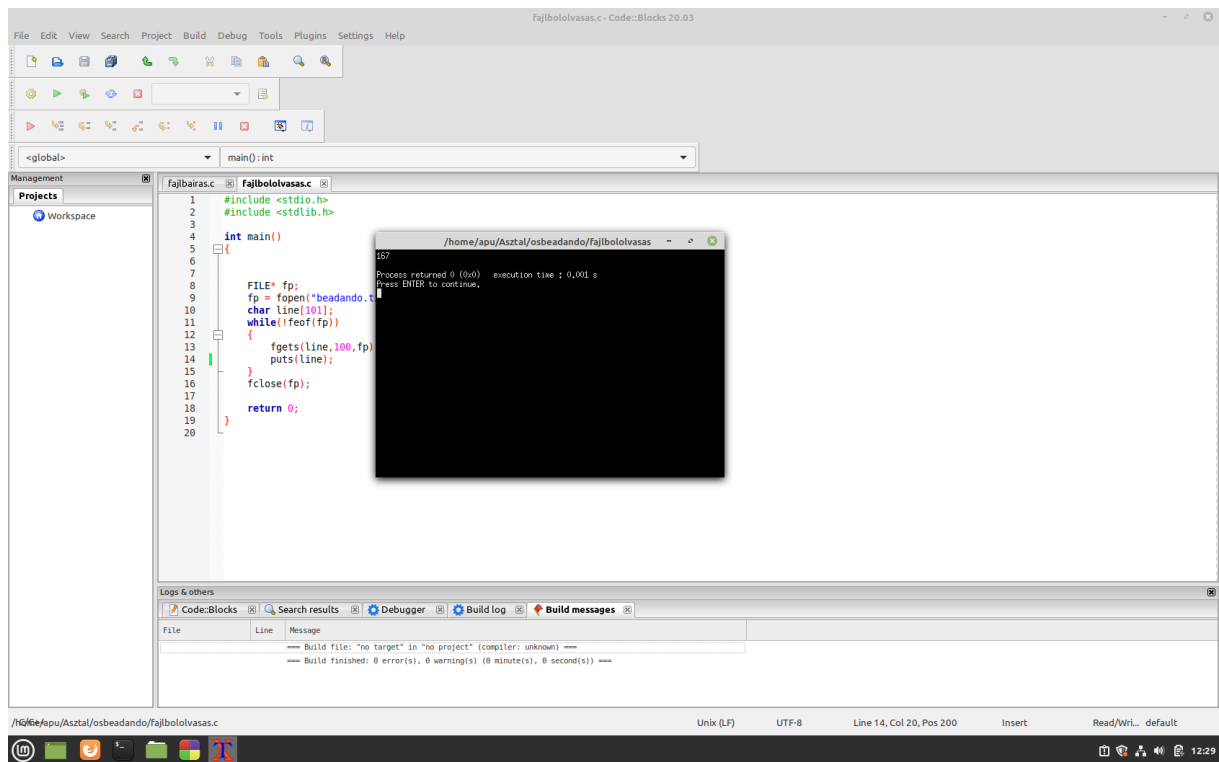 fajlbololvasas.c - Code::Blocks 20.03
File Edit View Search Project Build Debug Tools Plugins Settings Help
<global> main() : int
Management
Projects
Workspace
fajlbairas.c fajlbololvasas.c
1 #include <stdio.h>
2 #include <stdlib.h>
3
4 int main()
5 {
6
7
8 FILE* fp;
9 fp = fopen("beadando.t
10 char line[101];
11 while(!feof(fp))
12 {
13 fgets(line,100,fp)
14 puts(line);
15 }
16 fclose(fp);
17
18 return 0;
19 }
20
/home/apu/Asztal/osbeadando/fajlbololvasas
167
Process returned 0 (0x0) execution time : 0.001 s
Press ENTER to continue.
Logs & others
Code::Blocks Search results Debugger Build log Build messages
File Line Message
=== Build file: "no target" in "no project" (compiler: unknown) ===
=== Build finished: 0 error(s), 0 warning(s) (0 minute(s), 0 second(s)) ===
apu/Asztal/osbeadando/fajlbololvasas.c Unix (LF) UTF-8 Line 14, Col 20, Pos 200 Insert Read/Wri... default
12:29